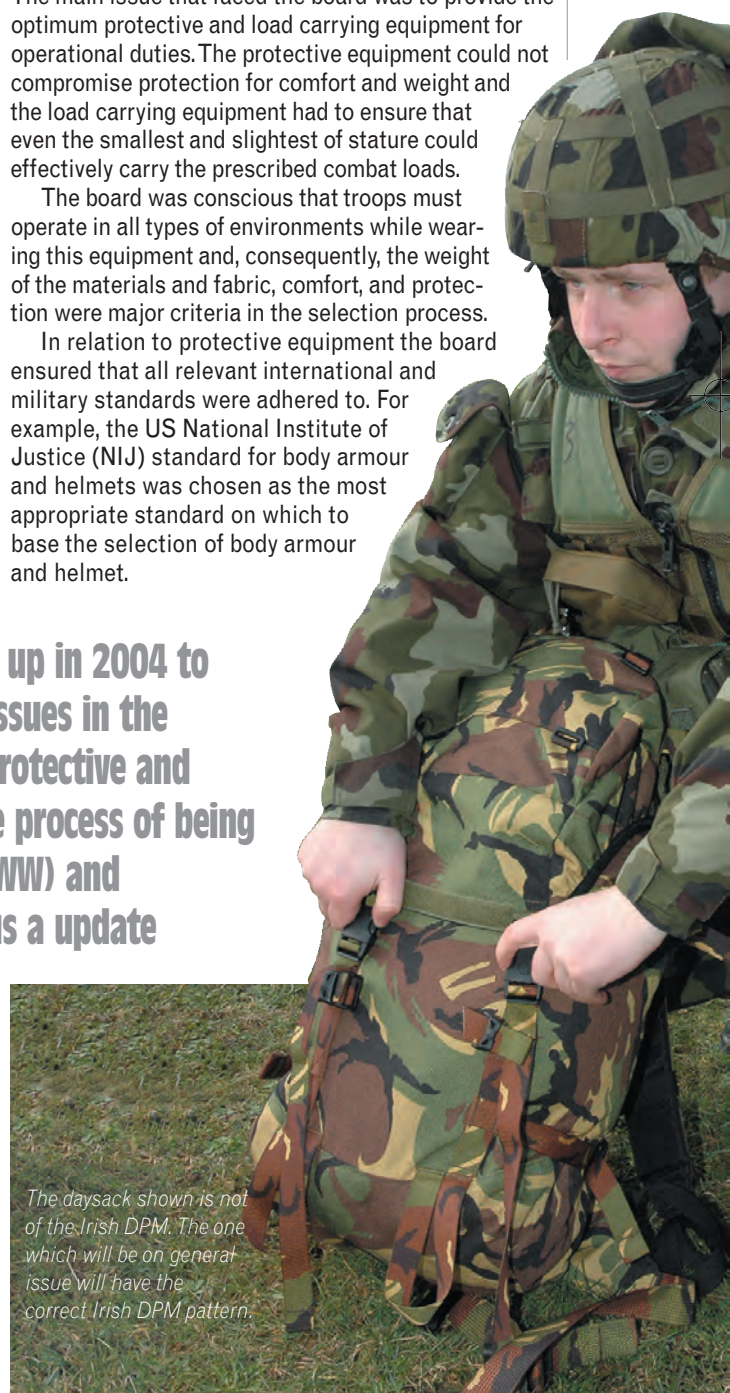 The main issue that faced the board was to provide the
optimum protective and load carrying equipment for
operational duties. The protective equipment could not
compromise protection for comfort and weight and
the load carrying equipment had to ensure that
even the smallest and slightest of stature could
effectively carry the prescribed combat loads.
The board was conscious that troops must
operate in all types of environments while wear-
ing this equipment and, consequently, the weight
of the materials and fabric, comfort, and protec-
tion were major criteria in the selection process.
In relation to protective equipment the board
ensured that all relevant international and
military standards were adhered to. For
example, the US National Institute of
Justice (NIJ) standard for body armour
and helmets was chosen as the most
appropriate standard on which to
base the selection of body armour
and helmet.
up in 2004 to
ssues in the
rotective and
e process of being
WW) and
us a update
The daysack shown is not
of the Irish DPM. The one
which will be on general
issue will have the
correct Irish DPM pattern.